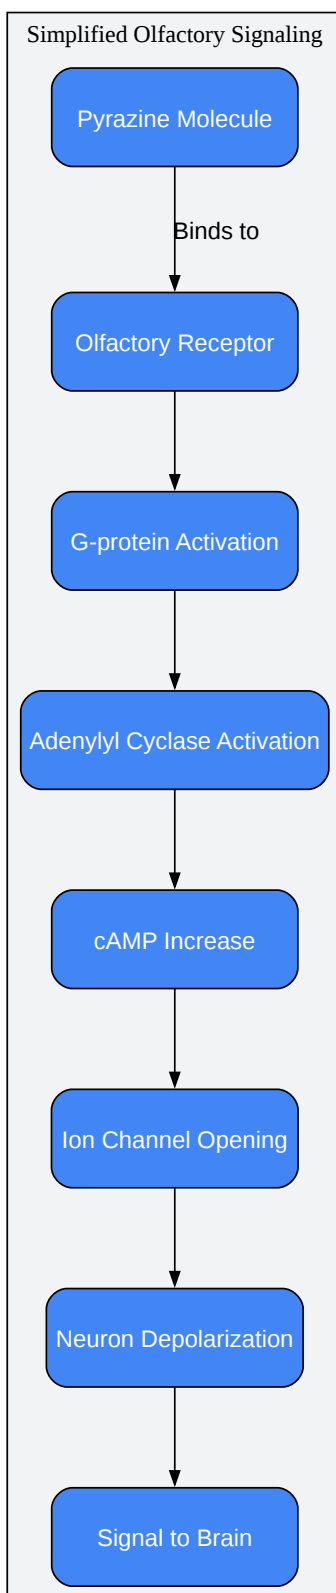 Simplified Olfactory Signaling
Pyrazine Molecule
Binds to
Olfactory Receptor
G-protein Activation
Adenylyl Cyclase Activation
cAMP Increase
Ion Channel Opening
Neuron Depolarization
Signal to Brain